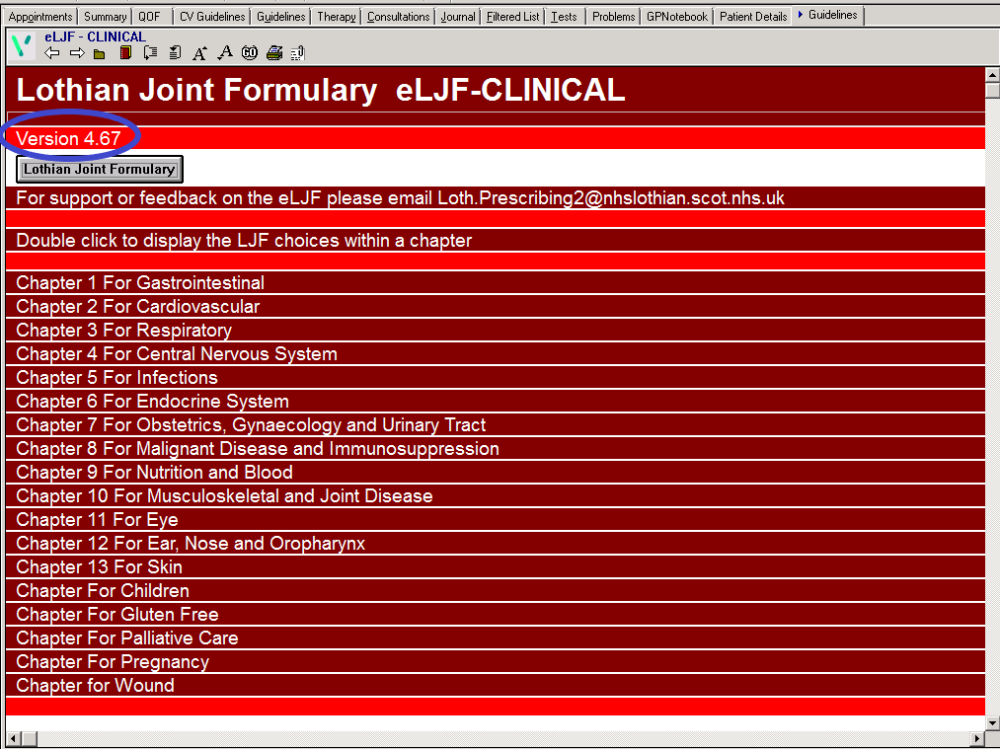 Appointments Summary QOF CV Guidelines Guidelines Therapy Consultations Journal Filtered List Tests Problems GPNotebook Patient Details Guidelines
eLJF - CLINICAL
Lothian Joint Formulary eLJF-CLINICAL
Version 4.67
Lothian Joint Formulary
For support or feedback on the eLJF please email Loth.Prescribing2@nhslothian.scot.nhs.uk
Double click to display the LJF choices within a chapter
Chapter 1 For Gastrointestinal
Chapter 2 For Cardiovascular
Chapter 3 For Respiratory
Chapter 4 For Central Nervous System
Chapter 5 For Infections
Chapter 6 For Endocrine System
Chapter 7 For Obstetrics, Gynaecology and Urinary Tract
Chapter 8 For Malignant Disease and Immunosuppression
Chapter 9 For Nutrition and Blood
Chapter 10 For Musculoskeletal and Joint Disease
Chapter 11 For Eye
Chapter 12 For Ear, Nose and Oropharynx
Chapter 13 For Skin
Chapter For Children
Chapter For Gluten Free
Chapter For Palliative Care
Chapter For Pregnancy
Chapter for Wound